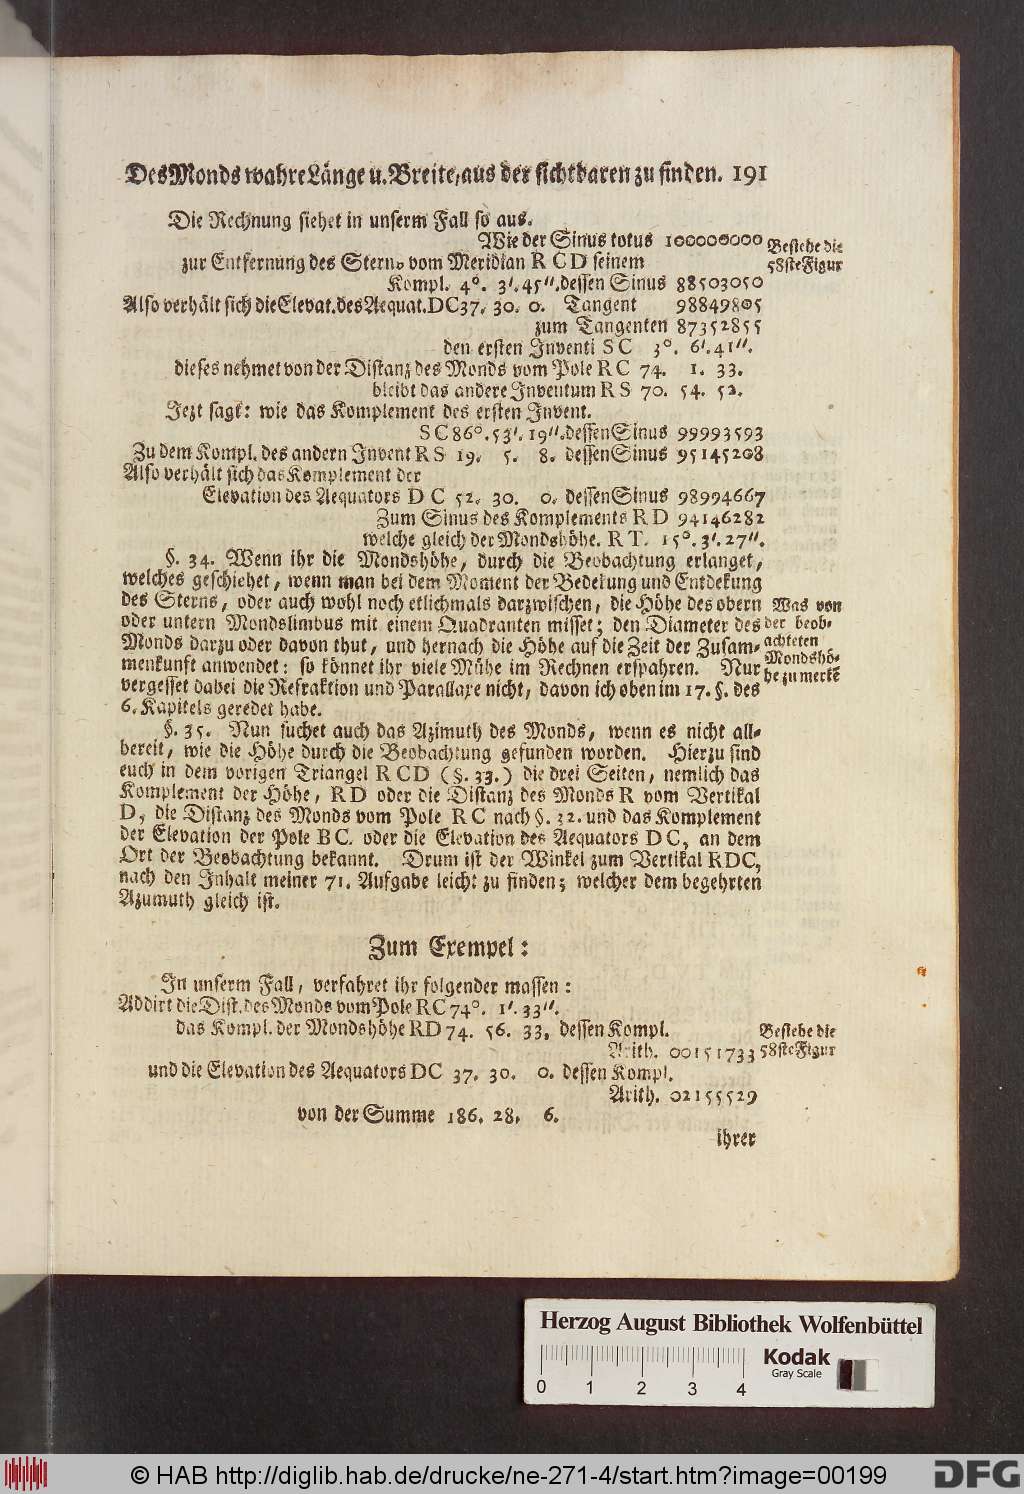 Des Monds wahre Länge u. Breite, aus der sichtbaren zu finden. 191
Die Rechnung siehet in unserm Fall so aus.
Wie der Sinus totus 100000000
zur Entfernung des Sterns vom Meridian R C D seinem
Kompl. 4°. 3'. 45''. dessen Sinus 88503050
Also verhält sich die Elevat. des Aequat. DC 37. 30. 0. Tangent 98849805
zum Tangenten 87352855
den ersten Inventi S C 3°. 6'. 41''.
dieses nehmet von der Distanz des Monds vom Pole R C 74. 1. 33.
bleibt das andere Inventum R S 70. 54. 52.
Jezt sagt: wie das Komplement des ersten Invent.
S C 86°. 53'. 19''. dessen Sinus 99993593
Zu dem Kompl. des andern Invent R S 19. 5. 8. dessen Sinus 95145208
Also verhält sich das Komplement der
Elevation des Aequators D C 52. 30. 0. dessen Sinus 98994667
Zum Sinus des Komplements R D 94146282
welche gleich der Mondshöhe. R T. 15°. 3'. 27''.
Besiehe die
58ste Figur
§. 34. Wenn ihr die Mondshöhe, durch die Beobachtung erlanget,
welches geschiehet, wenn man bei dem Moment der Bedekung und Entdekung
des Sterns, oder auch wohl noch etlichmals darzwischen, die Höhe des obern
oder untern Mondslimbus mit einem Quadranten misset; den Diameter des
Monds darzu oder davon thut, und hernach die Höhe auf die Zeit der Zusam-
menkunft anwendet: so könnet ihr viele Mühe im Rechnen ersparen. Nur
vergesset dabei die Refraktion und Parallaxe nicht, davon ich oben im 17. §. des
6. Kapitels geredet habe.
Was von
der beob-
achteten
Mondshö-
he zu merkē
§. 35. Nun suchet auch das Azimuth des Monds, wenn es nicht all-
bereit, wie die Höhe durch die Beobachtung gefunden worden. Hierzu sind
euch in dem vorigen Triangel R C D (§. 33.) die drei Seiten, nemlich das
Komplement der Höhe, R D oder die Distanz des Monds R vom Vertikal
D, die Distanz des Monds vom Pole R C nach §. 32. und das Komplement
der Elevation der Pole B C. oder die Elevation des Aequators D C, an dem
Ort der Beobachtung bekannt. Drum ist der Winkel zum Vertikal RDC,
nach den Inhalt meiner 71. Aufgabe leicht zu finden; welcher dem begehrten
Azumuth gleich ist.
Zum Exempel:
In unserm Fall, verfahret ihr folgender massen:
Addirt die Dist. des Monds vom Pole RC 74°. 1'. 33''.
das Kompl. der Mondshöhe RD 74. 56. 33. dessen Kompl.
Arith. 00151733
und die Elevation des Aequators DC 37. 30. 0. dessen Kompl.
Arith. 02155529
von der Summe 186. 28. 6.
Besiehe die
58ste Figur
ihrer
Herzog August Bibliothek Wolfenbüttel
Kodak
Gray Scale
0 1 2 3 4
© HAB http://diglib.hab.de/drucke/ne-271-4/start.htm?image=00199
DFG